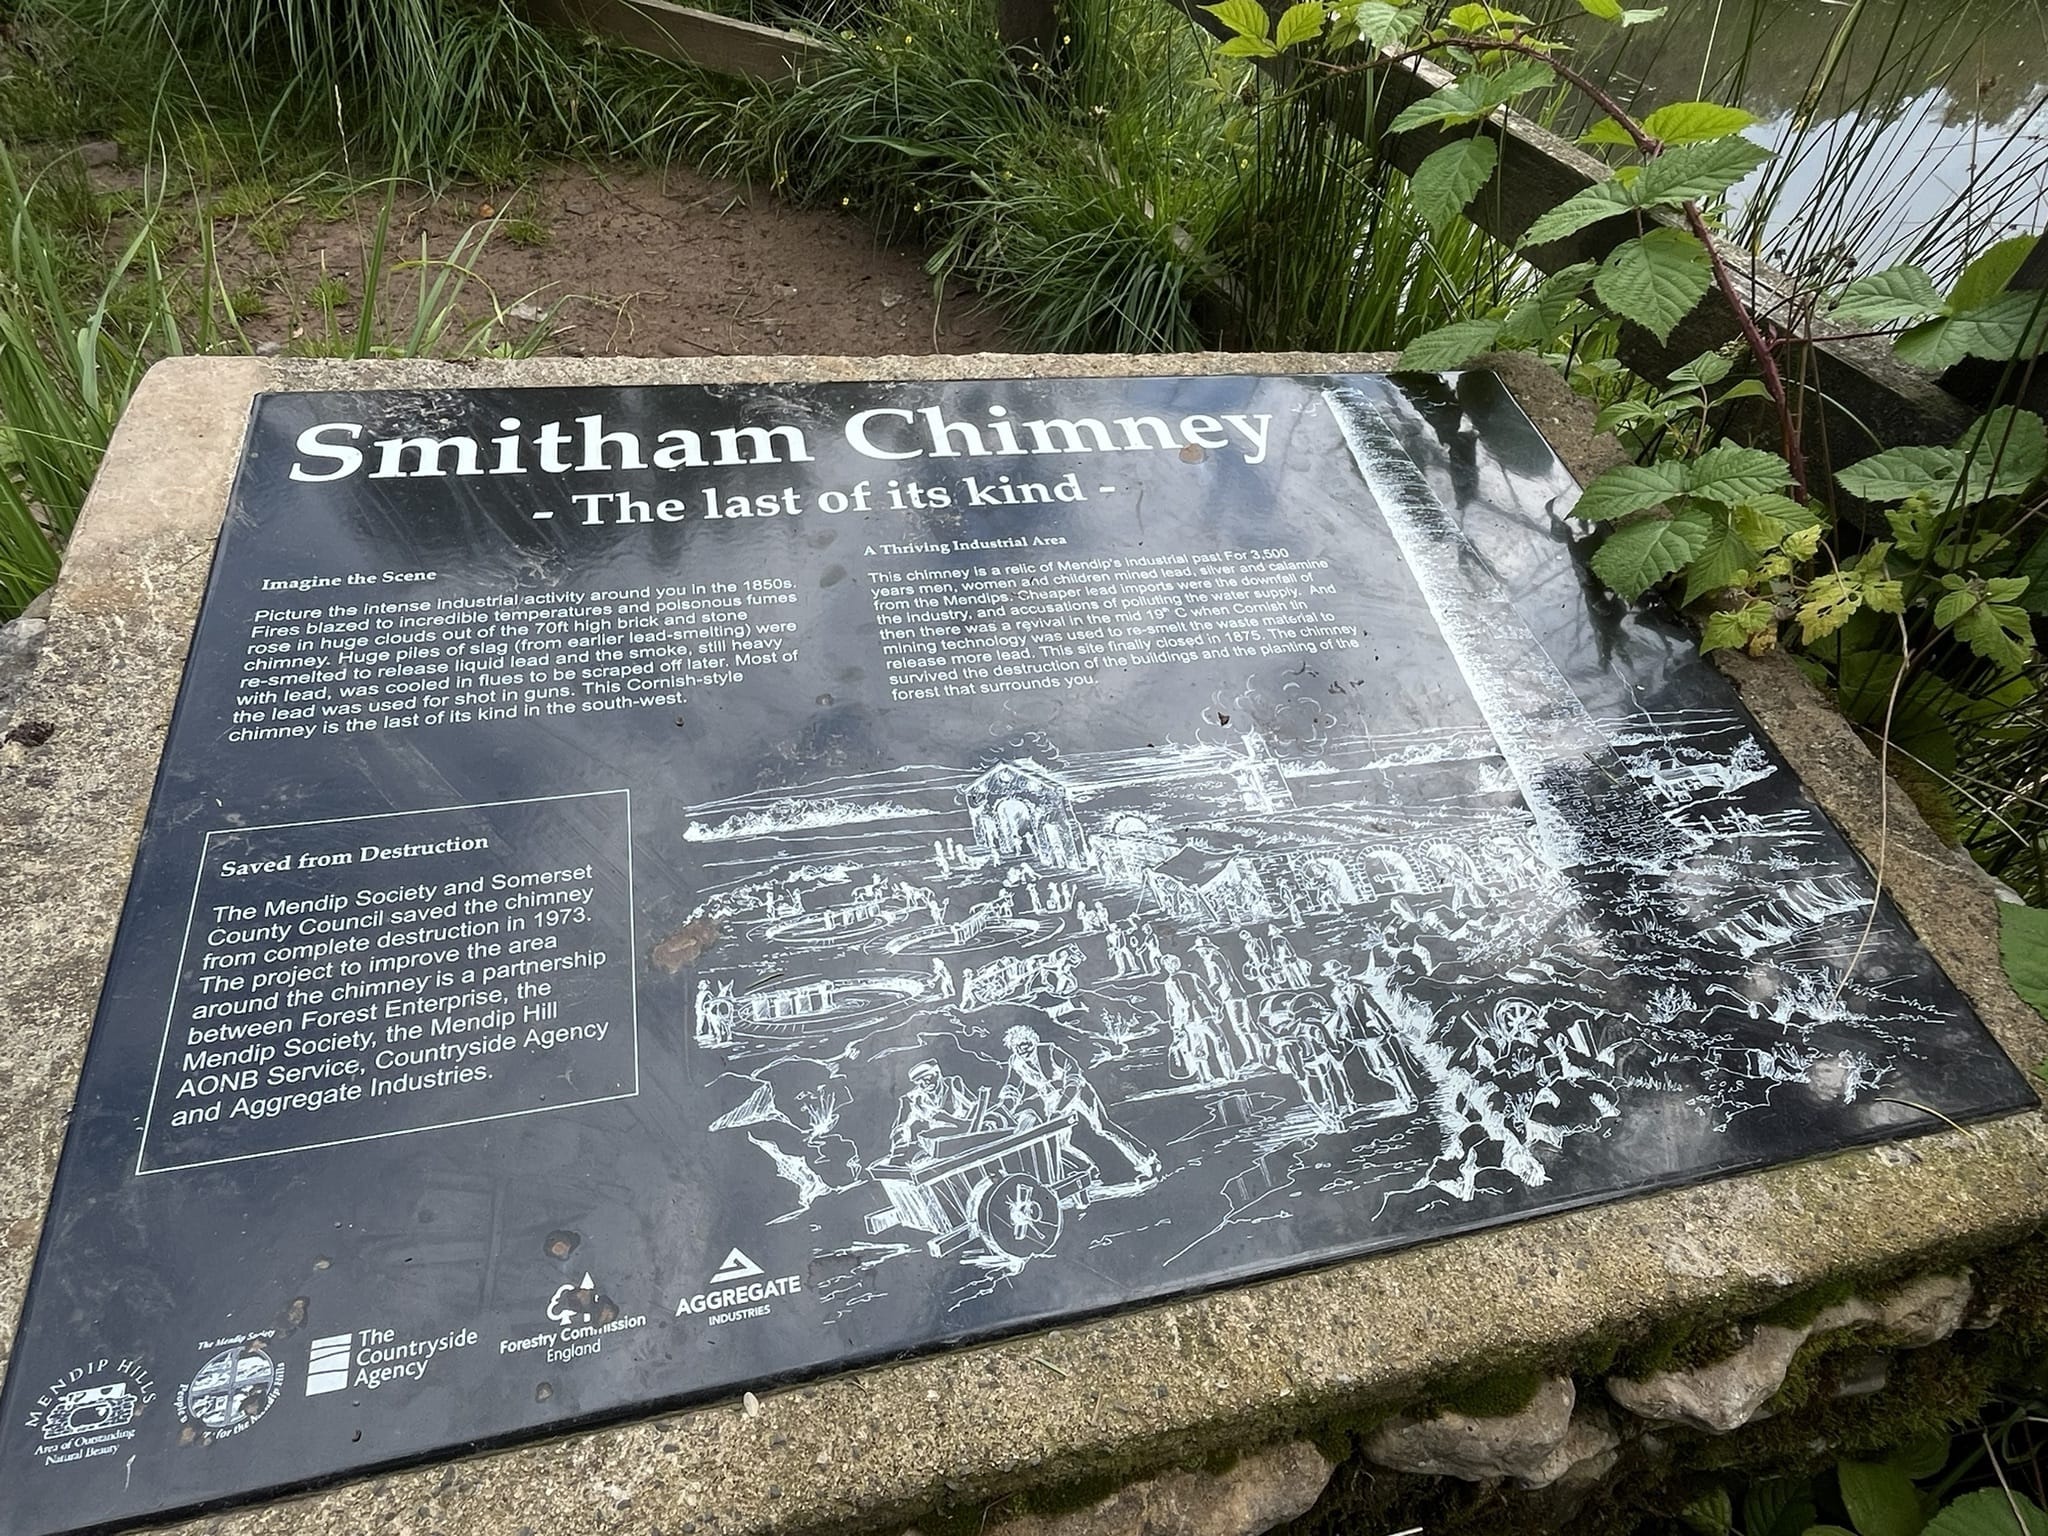 Smitham Chimney
- The last of its kind -
Imagine the Scene
Picture the intense industrial activity around you in the 1850s.
Fires blazed to incredible temperatures and poisonous fumes
rose in huge clouds out of the 70ft high brick and stone
chimney. Huge piles of slag (from earlier lead-smelting) were
re-smelted to release liquid lead and the smoke, still heavy
with lead, was cooled in flues to be scraped off later. Most of
the lead was used for shot in guns. This Cornish-style
chimney is the last of its kind in the south-west.
A Thriving Industrial Area
This chimney is a relic of Mendip's industrial past For 3,500
years men, women and children mined lead, silver and calamine
from the Mendips. Cheaper lead imports were the downfall of
the industry, and accusations of polluting the water supply. And
then there was a revival in the mid 19th C when Cornish tin
mining technology was used to re-smelt the waste material to
release more lead. This site finally closed in 1875. The chimney
survived the destruction of the buildings and the planting of the
forest that surrounds you.
Saved from Destruction
The Mendip Society and Somerset
County Council saved the chimney
from complete destruction in 1973.
The project to improve the area
around the chimney is a partnership
between Forest Enterprise, the
Mendip Society, the Mendip Hill
AONB Service, Countryside Agency
and Aggregate Industries.
MENDIP HILLS
Area of Outstanding
Natural Beauty
The Mendip Society
People
for the Mendip Hills
The
Countryside
Agency
Forestry Commission
England
AGGREGATE
INDUSTRIES